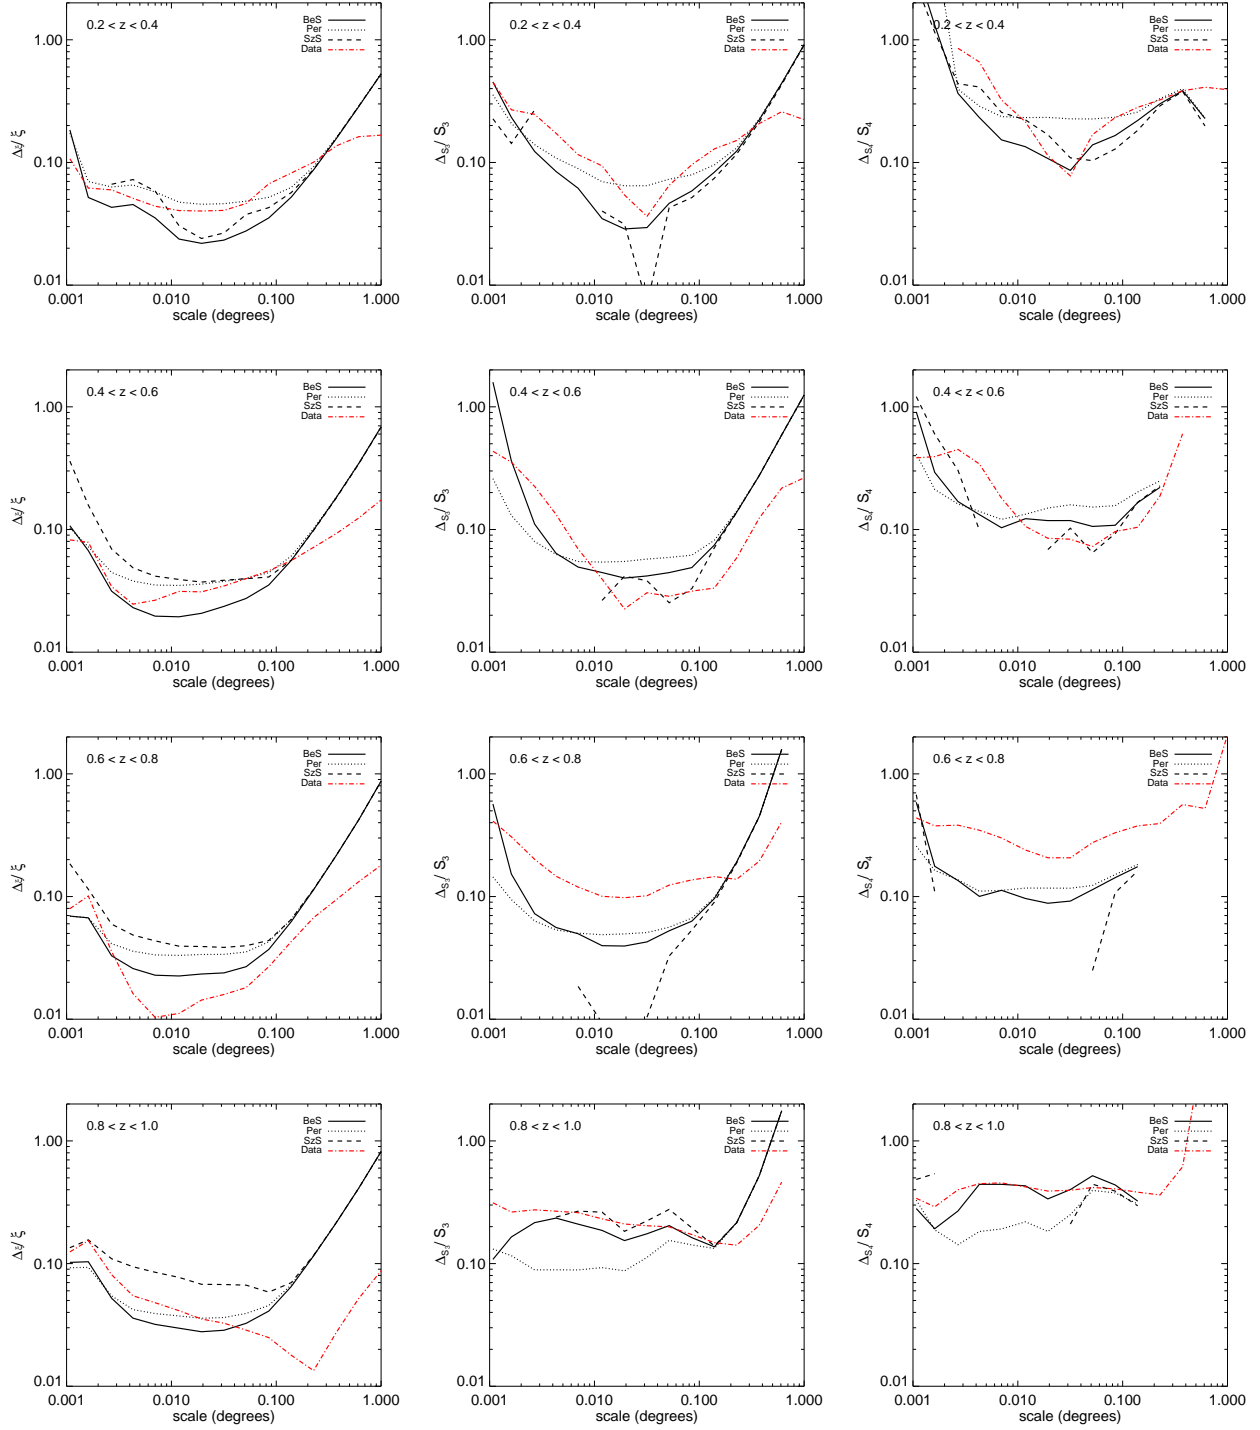 0.2 < z < 0.4
BeS
Per
SzS
Data
1.00
0.10
0.01
Δξ/ ξ
0.001
0.010
0.100
1.000
scale (degrees)
0.2 < z < 0.4
BeS
Per
SzS
Data
1.00
0.10
0.01
ΔS3/ S3
0.001
0.010
0.100
1.000
scale (degrees)
0.2 < z < 0.4
BeS
Per
SzS
Data
1.00
0.10
0.01
ΔS4/ S4
0.001
0.010
0.100
1.000
scale (degrees)
0.4 < z < 0.6
BeS
Per
SzS
Data
1.00
0.10
0.01
Δξ/ ξ
0.001
0.010
0.100
1.000
scale (degrees)
0.4 < z < 0.6
BeS
Per
SzS
Data
1.00
0.10
0.01
ΔS3/ S3
0.001
0.010
0.100
1.000
scale (degrees)
0.4 < z < 0.6
BeS
Per
SzS
Data
1.00
0.10
0.01
ΔS4/ S4
0.001
0.010
0.100
1.000
scale (degrees)
0.6 < z < 0.8
BeS
Per
SzS
Data
1.00
0.10
0.01
Δξ/ ξ
0.001
0.010
0.100
1.000
scale (degrees)
0.6 < z < 0.8
BeS
Per
SzS
Data
1.00
0.10
0.01
ΔS3/ S3
0.001
0.010
0.100
1.000
scale (degrees)
0.6 < z < 0.8
BeS
Per
SzS
Data
1.00
0.10
0.01
ΔS4/ S4
0.001
0.010
0.100
1.000
scale (degrees)
0.8 < z < 1.0
BeS
Per
SzS
Data
1.00
0.10
0.01
Δξ/ ξ
0.001
0.010
0.100
1.000
scale (degrees)
0.8 < z < 1.0
BeS
Per
SzS
Data
1.00
0.10
0.01
ΔS3/ S3
0.001
0.010
0.100
1.000
scale (degrees)
0.8 < z < 1.0
BeS
Per
SzS
Data
1.00
0.10
0.01
ΔS4/ S4
0.001
0.010
0.100
1.000
scale (degrees)